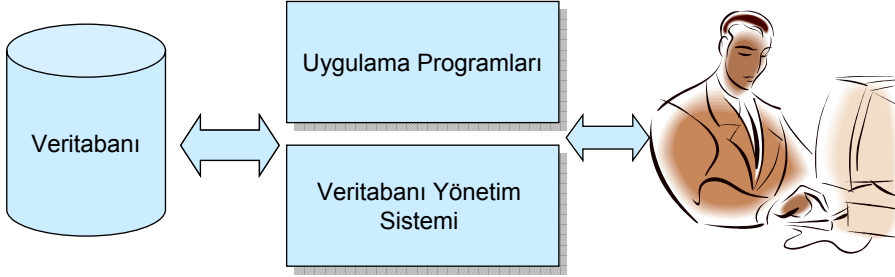 Uygulama Programları
Veritabanı
Veritabanı Yönetim
Sistemi